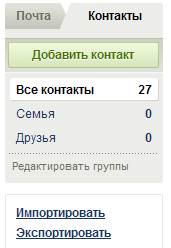 Почта Контакты
Добавить контакт
Все контакты 27
Семья 0
Друзья 0
Редактировать группы
Импортировать
Экспортировать